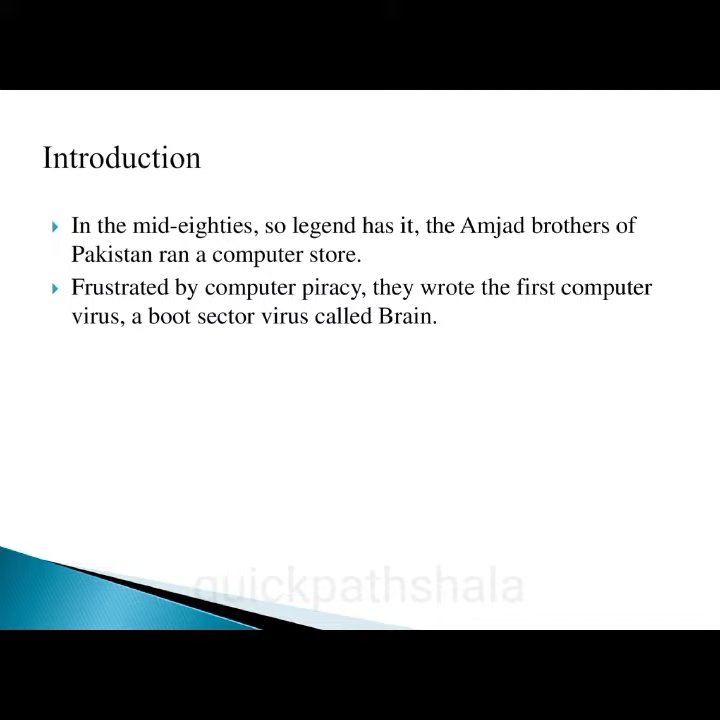 Introduction
In the mid-eighties, so legend has it, the Amjad brothers of
Pakistan ran a computer store.
Frustrated by computer piracy, they wrote the first computer
virus, a boot sector virus called Brain.
quickpathshala